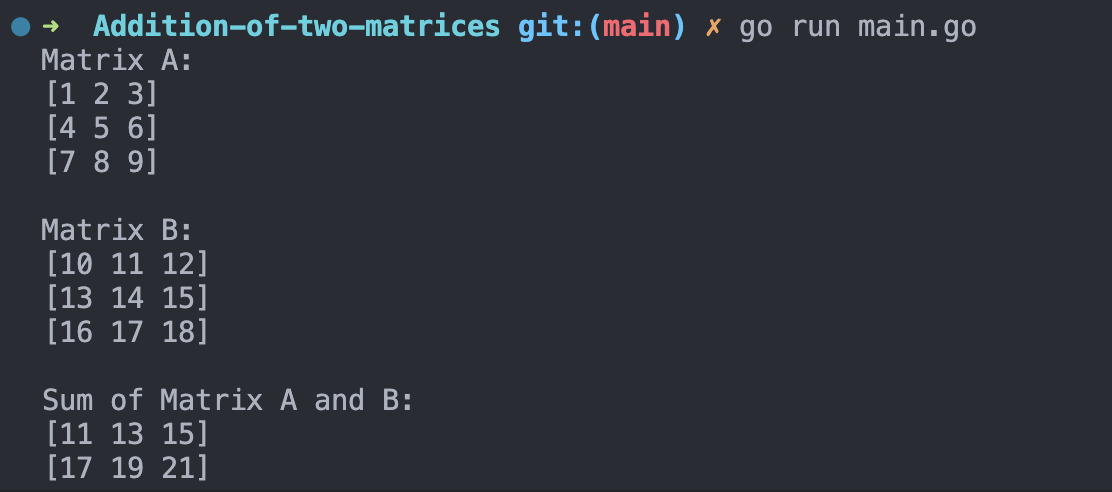 ➜ Addition-of-two-matrices git:(main) ✗ go run main.go
Matrix A:
[1 2 3]
[4 5 6]
[7 8 9]
Matrix B:
[10 11 12]
[13 14 15]
[16 17 18]
Sum of Matrix A and B:
[11 13 15]
[17 19 21]